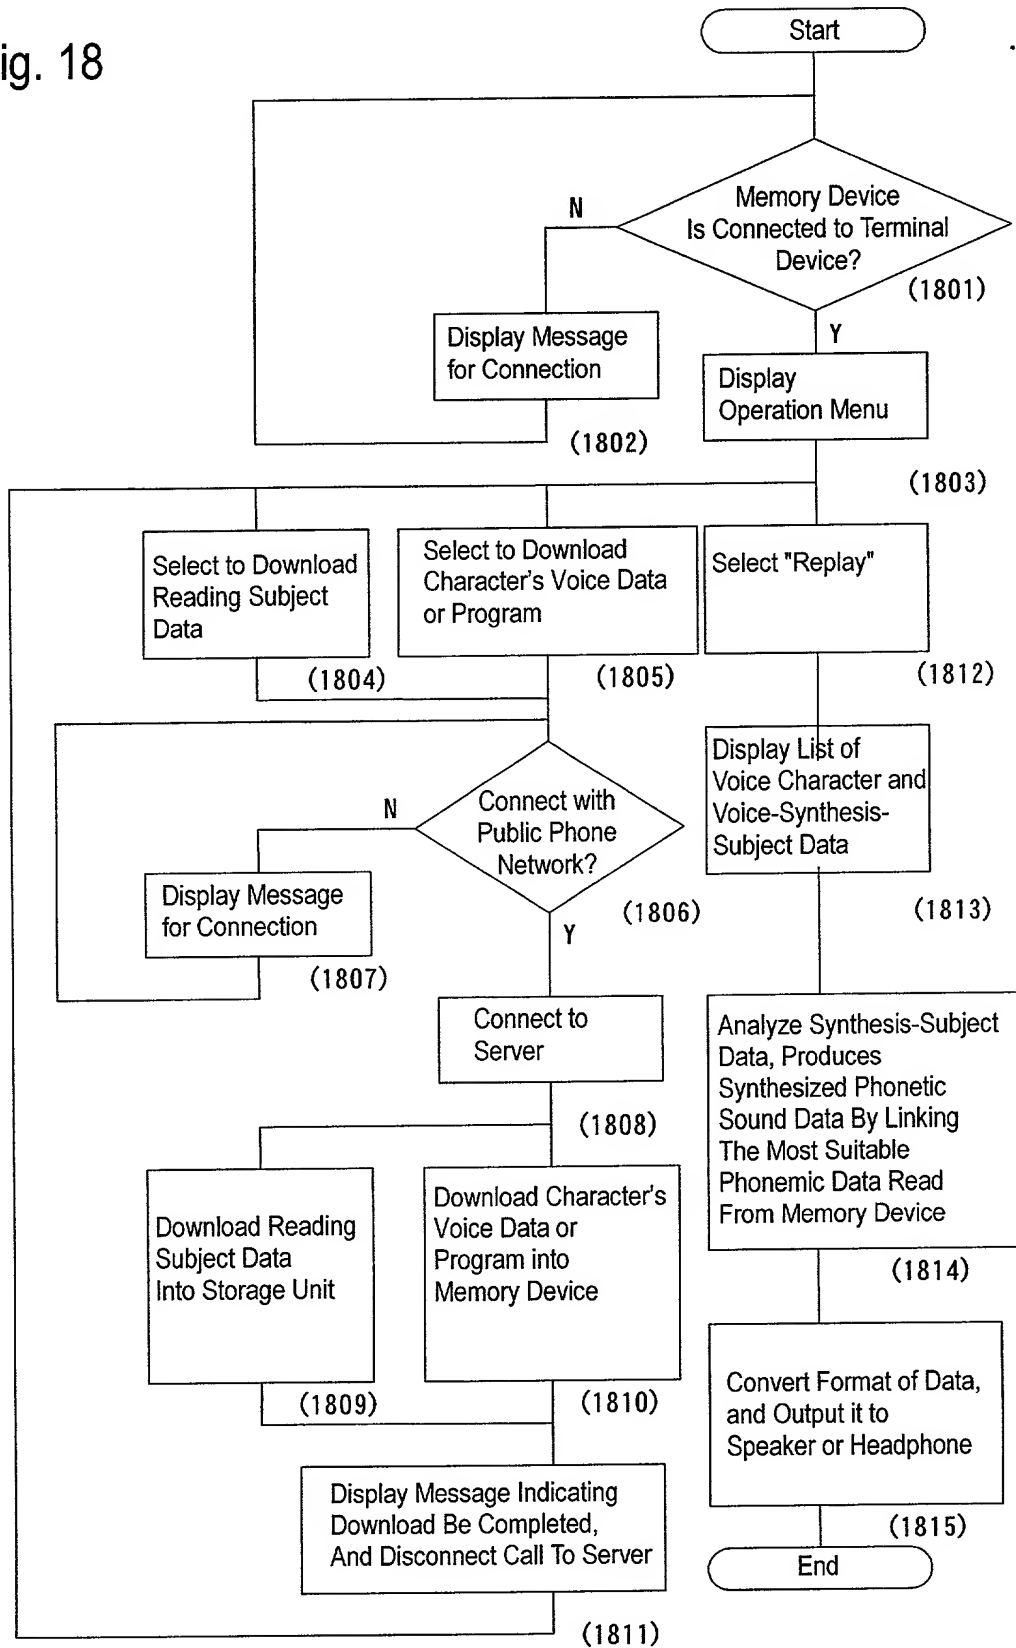 ig. 18
Start
Memory Device
Is Connected to Terminal
Device?
(1801)
N
Y
Display Message
for Connection
(1802)
Display
Operation Menu
(1803)
Select to Download
Reading Subject
Data
(1804)
Select to Download
Character's Voice Data
or Program
(1805)
Select "Replay"
(1812)
Connect with
Public Phone
Network?
(1806)
N
Y
Display Message
for Connection
(1807)
Display List of
Voice Character and
Voice-Synthesis-
Subject Data
(1813)
Connect to
Server
(1808)
Analyze Synthesis-Subject
Data, Produces
Synthesized Phonetic
Sound Data By Linking
The Most Suitable
Phonemic Data Read
From Memory Device
(1814)
Download Reading
Subject Data
Into Storage Unit
(1809)
Download Character's
Voice Data or
Program into
Memory Device
(1810)
Convert Format of Data,
and Output it to
Speaker or Headphone
(1815)
Display Message Indicating
Download Be Completed,
And Disconnect Call To Server
(1811)
End